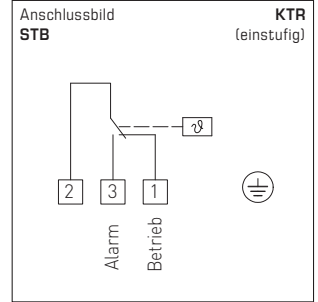 Anschlussbild
STB
KTR
(einstufig)
ϑ
2
3
1
Alarm
Betrieb